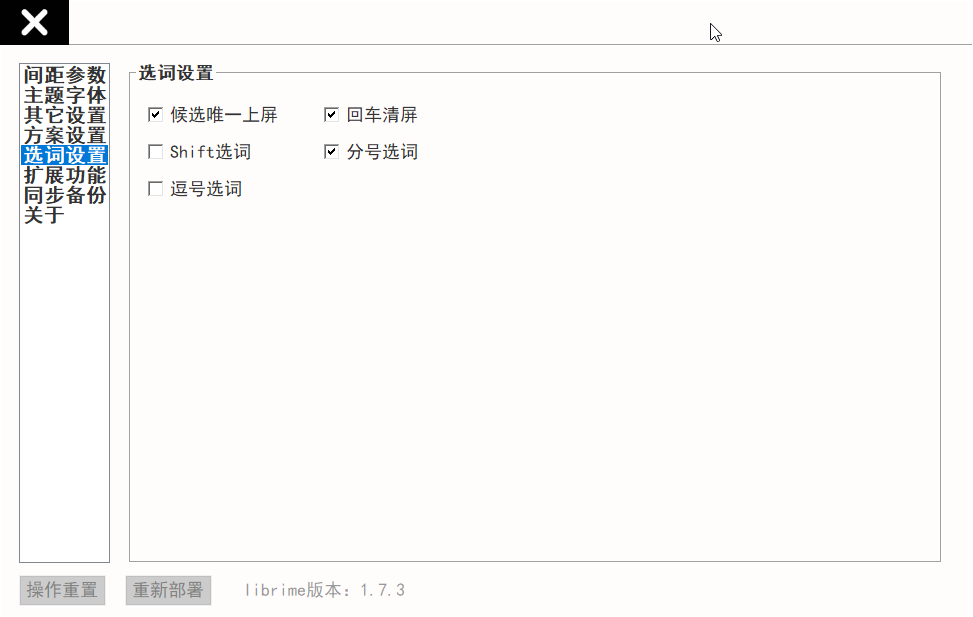 间距参数
主题字体
其它设置
方案设置
选词设置
扩展功能
同步备份
关于
选词设置
候选唯一上屏
回车清屏
Shift选词
分号选词
逗号选词
操作重置
重新部署
librime版本：1.7.3